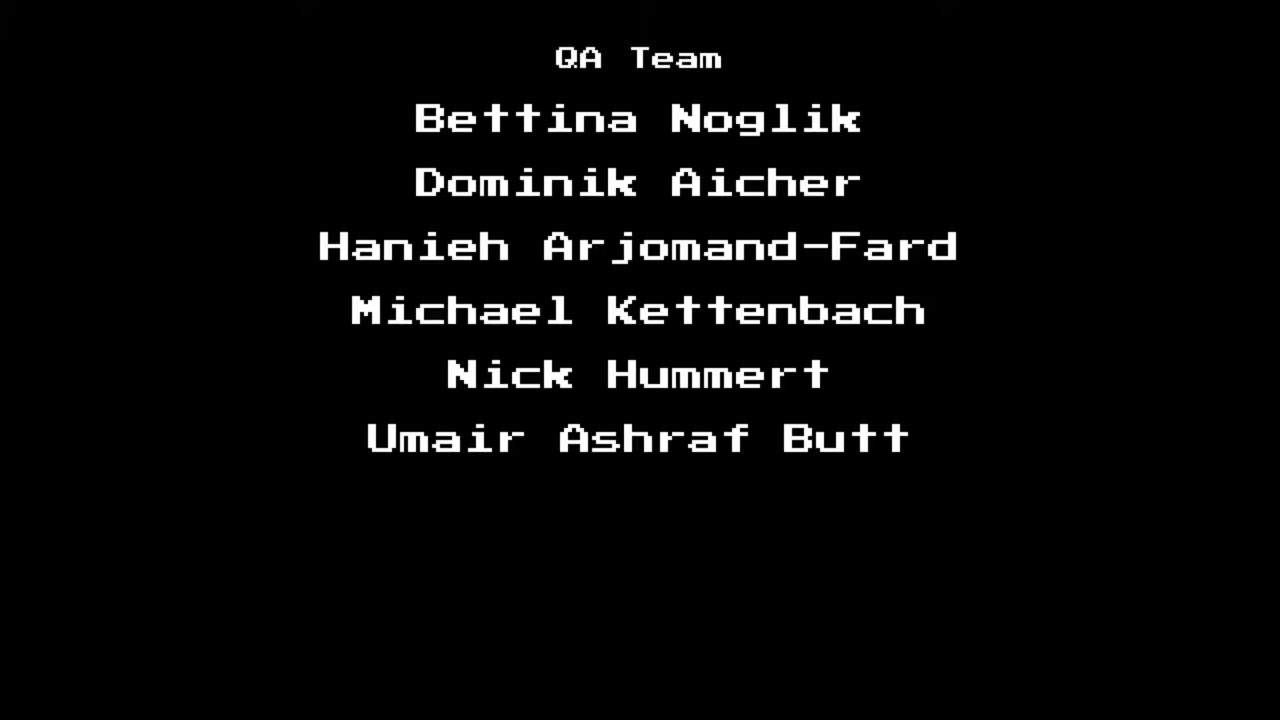 QA Team
Bettina Noglik
Dominik Aicher
Hanieh Arjomand-Fard
Michael Kettenbach
Nick Hummert
Umair Ashraf Butt